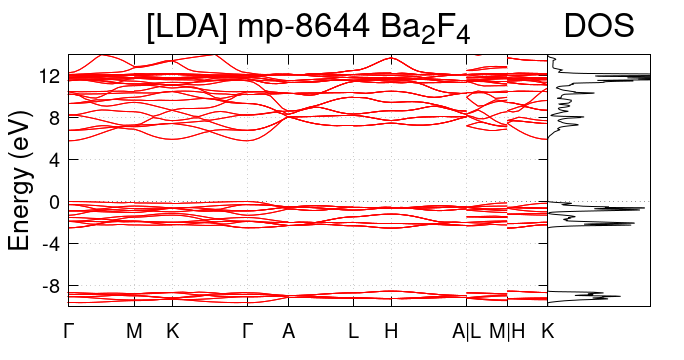 [LDA] mp-8644 Ba₂F₄ DOS
Energy (eV)
12
8
4
0
-4
-8
Γ M K Γ A L H A|L M|H K